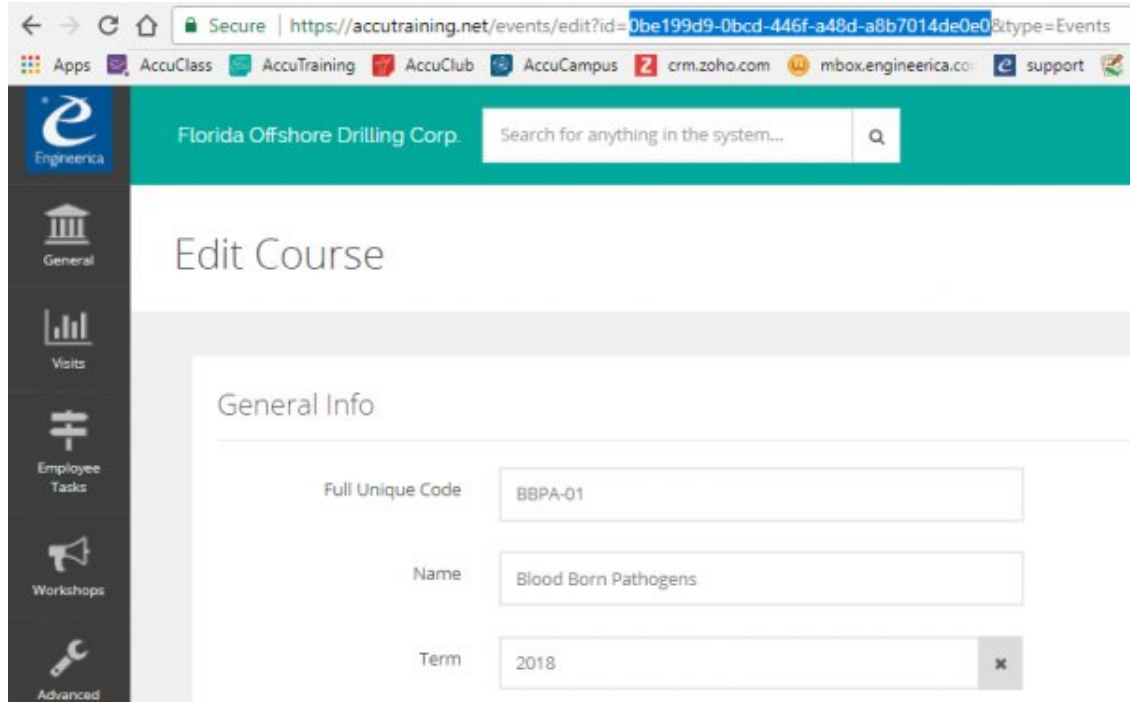 Secure | https://accutraining.net/events/edit?id=0be199d9-0bcd-446f-a48d-a8b7014de0e0&type=Events
Apps AccuClass AccuTraining AccuClub AccuCampus Z crm.zoho.com mbox.engineerica.co support
Engineerica
Florida Offshore Drilling Corp. Search for anything in the system...
General
Edit Course
Visits
General Info
Employee
Tasks
Full Unique Code BBPA-01
Name Blood Born Pathogens
Workshops
Term 2018
Advanced